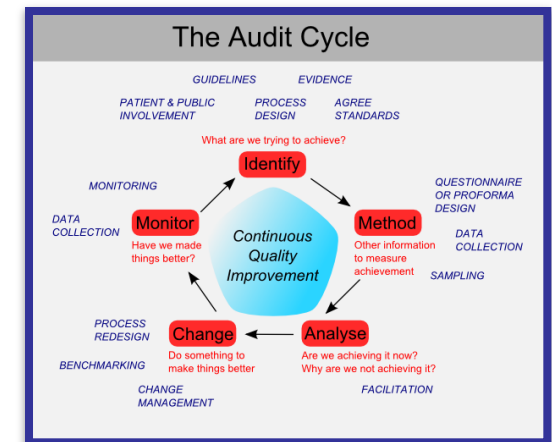 The Audit Cycle
GUIDELINES
EVIDENCE
PATIENT & PUBLIC
INVOLVEMENT
PROCESS
DESIGN
AGREE
STANDARDS
What are we trying to achieve?
Identify
QUESTIONNAIRE
OR PROFORMA
DESIGN
MONITORING
DATA
COLLECTION
Monitor
Have we made
things better?
Continuous
Quality
Improvement
Method
Other information
to measure
achievement
DATA
COLLECTION
SAMPLING
PROCESS
REDESIGN
Change
Do something to
make things better
Analyse
Are we achieving it now?
Why are we not achieving it?
BENCHMARKING
CHANGE
MANAGEMENT
FACILITATION